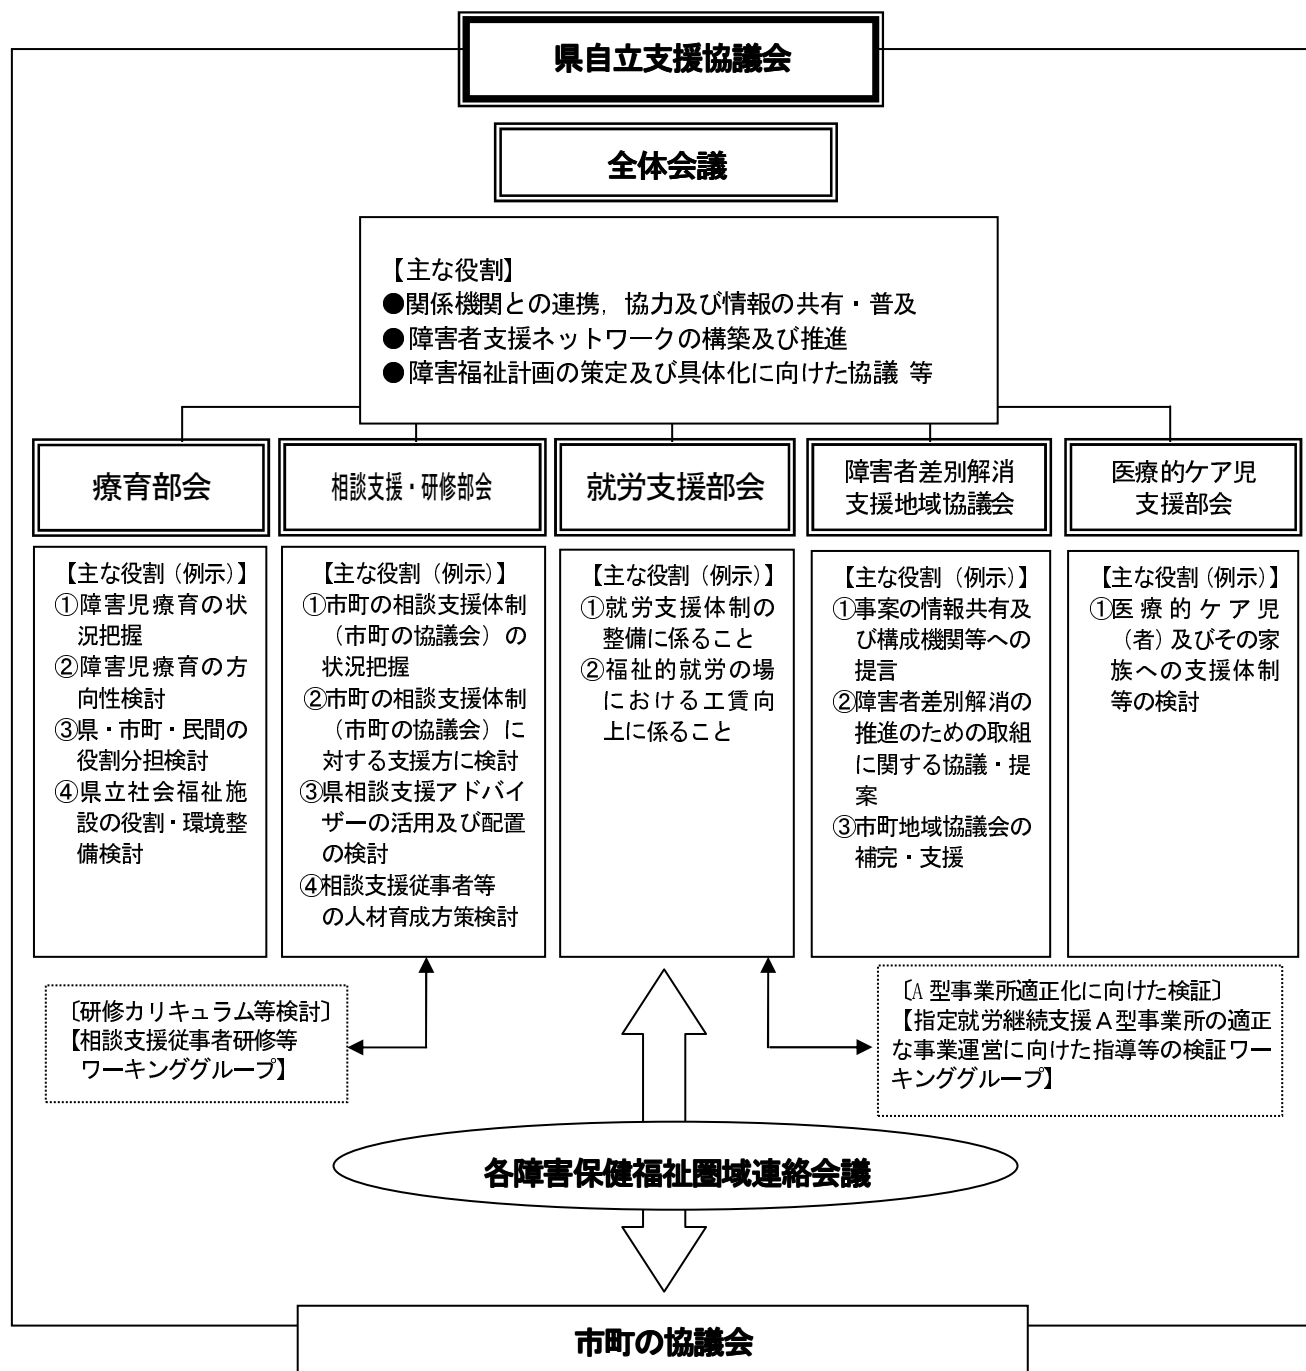 県自立支援協議会
全体会議
【主な役割】
●関係機関との連携，協力及び情報の共有・普及
●障害者支援ネットワークの構築及び推進
●障害福祉計画の策定及び具体化に向けた協議 等
療育部会
【主な役割（例示）】
①障害児療育の状
況把握
②障害児療育の方
向性検討
③県・市町・民間の
役割分担検討
④県立社会福祉施
設の役割・環境整
備検討
相談支援・研修部会
【主な役割（例示）】
①市町の相談支援体制
（市町の協議会）の
状況把握
②市町の相談支援体制
（市町の協議会）に
対する支援方に検討
③県相談支援アドバイ
ザーの活用及び配置
の検討
④相談支援従事者等
の人材育成方策検討
就労支援部会
【主な役割（例示）】
①就労支援体制の
整備に係ること
②福祉的就労の場
における工賃向
上に係ること
障害者差別解消
支援地域協議会
【主な役割（例示）】
①事案の情報共有及
び構成機関等への
提言
②障害者差別解消の
推進のための取組
に関する協議・提
案
③市町地域協議会の
補完・支援
医療的ケア児
支援部会
【主な役割（例示）】
①医療的ケア児
（者）及びその家
族への支援体制
等の検討
〔研修カリキュラム等検討〕
【相談支援従事者研修等
ワーキンググループ】
〔A 型事業所適正化に向けた検証〕
【指定就労継続支援Ａ型事業所の適正
な事業運営に向けた指導等の検証ワー
キンググループ】
各障害保健福祉圏域連絡会議
市町の協議会